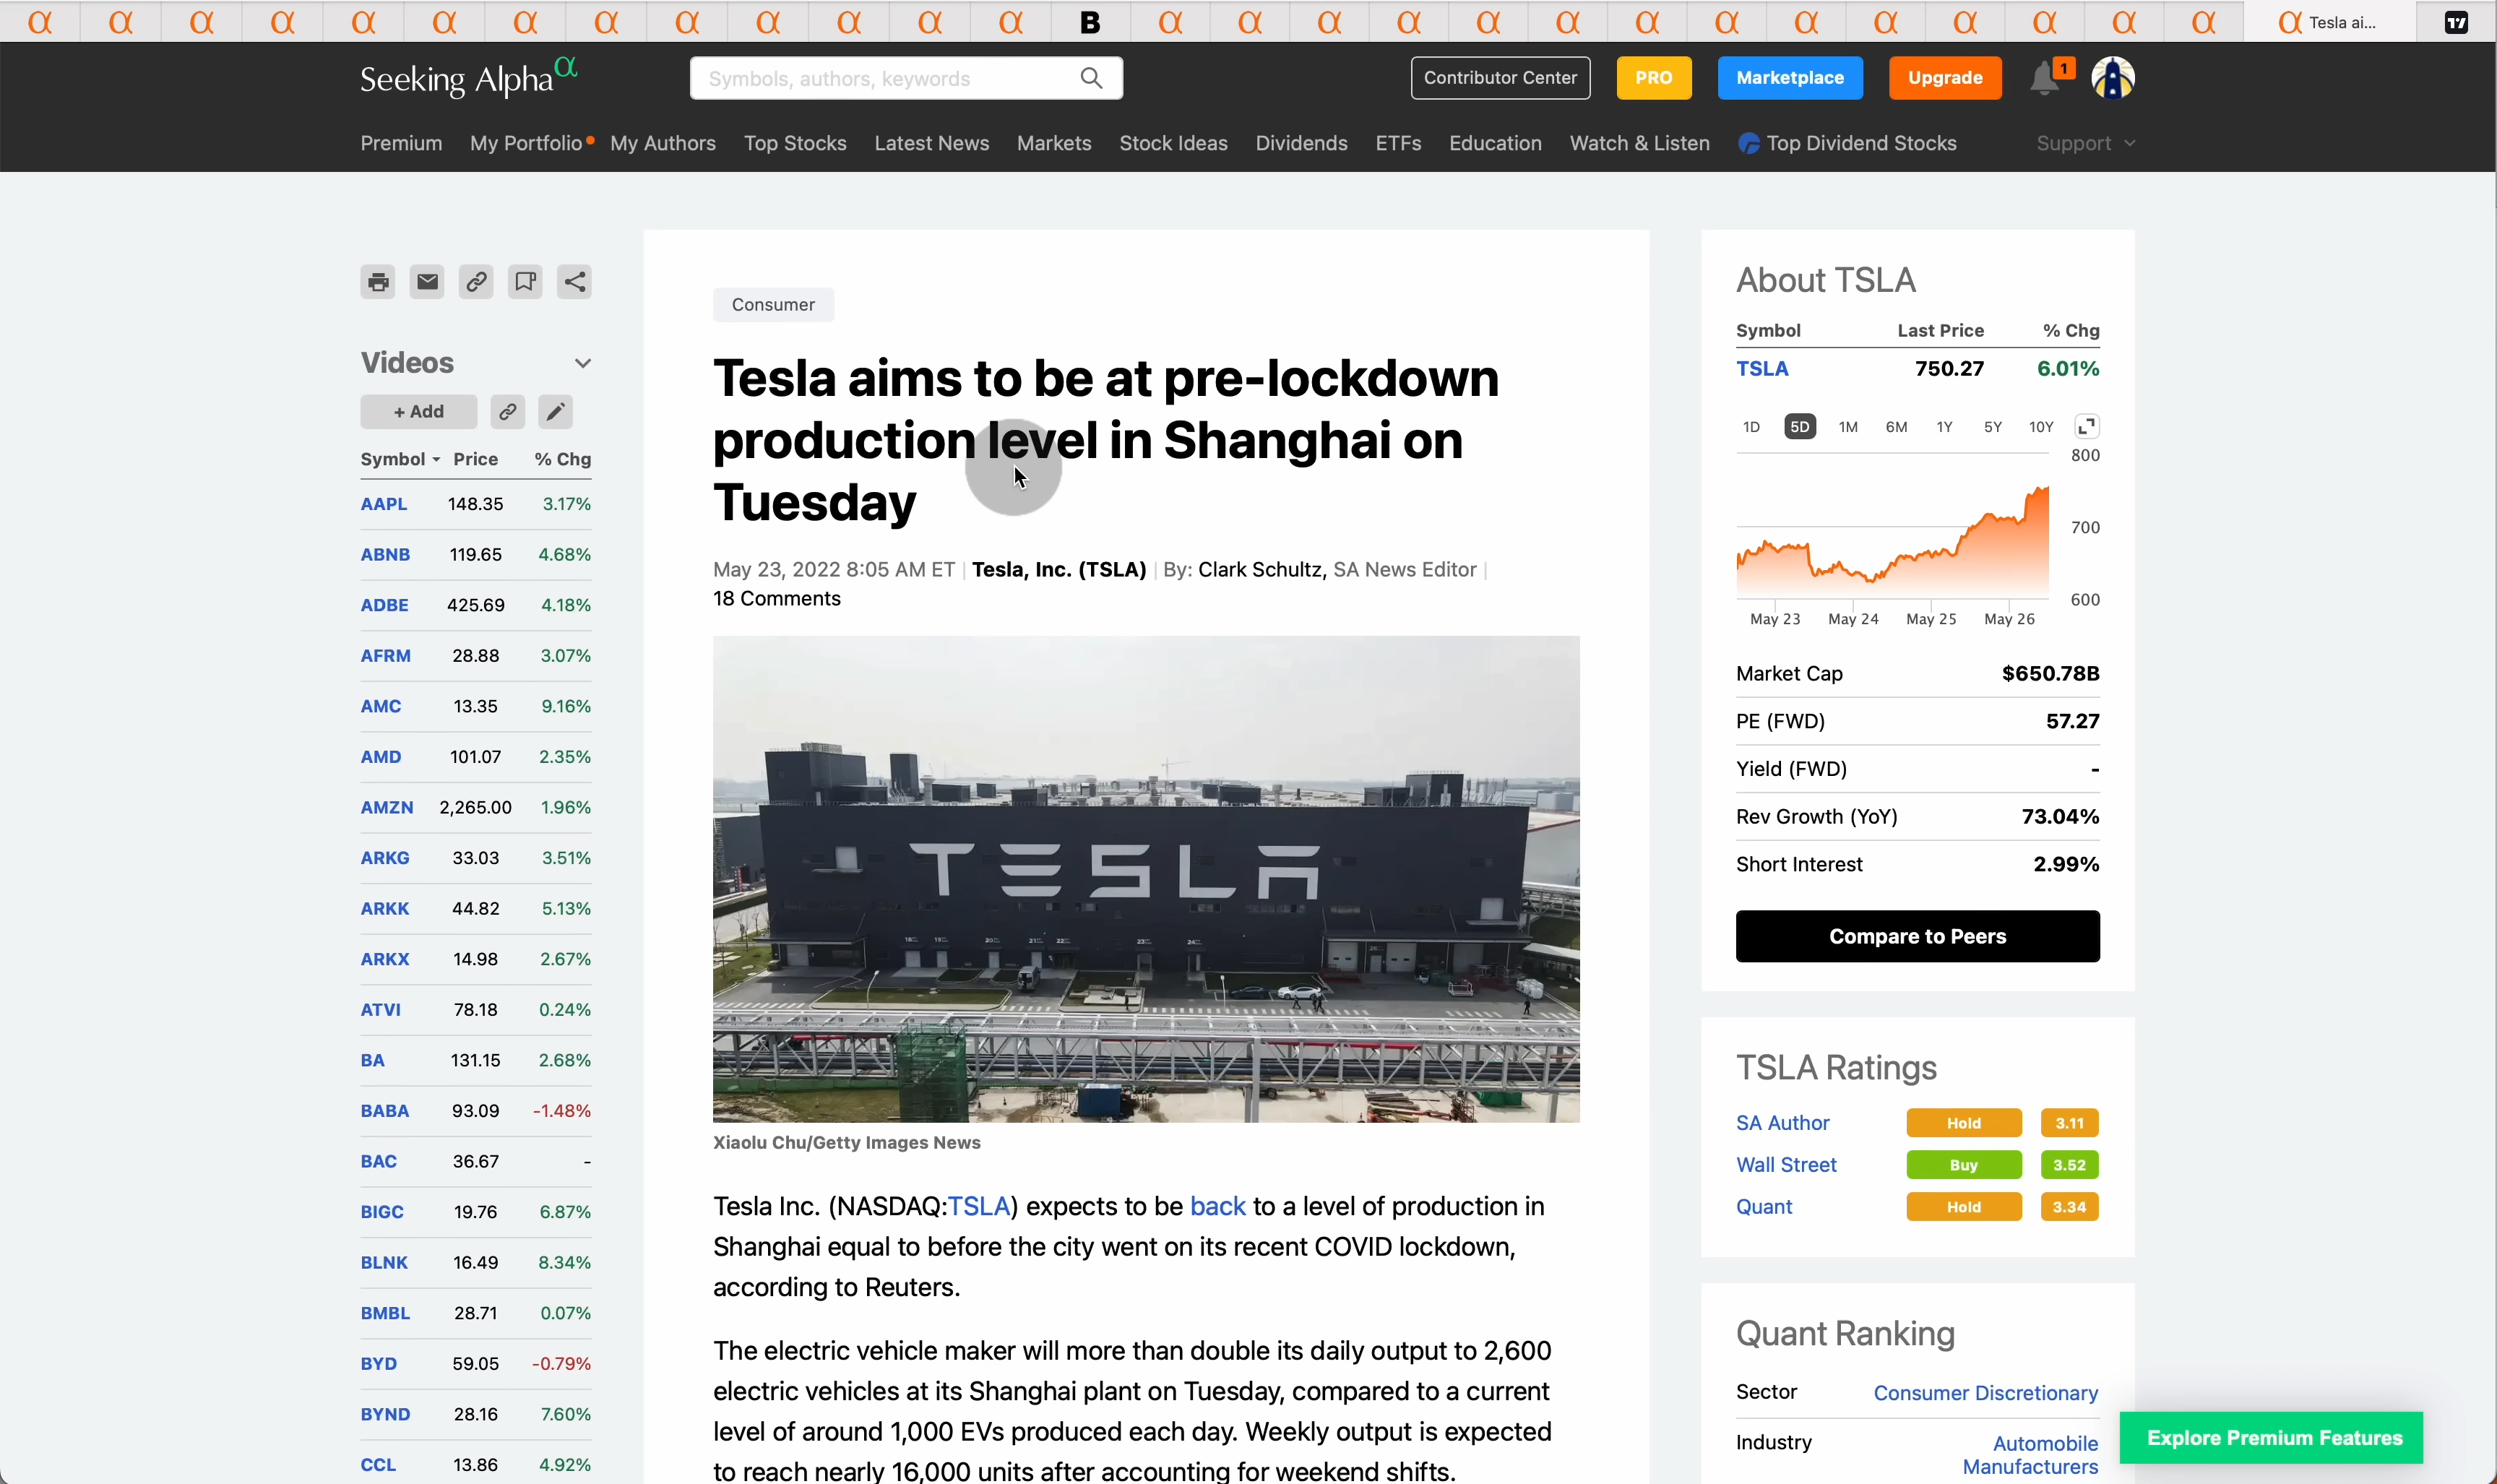 Tesla ai...
Seeking Alpha α
Symbols, authors, keywords
Contributor Center
PRO
Marketplace
Upgrade
1
Premium
My Portfolio
My Authors
Top Stocks
Latest News
Markets
Stock Ideas
Dividends
ETFs
Education
Watch & Listen
Top Dividend Stocks
Support
Videos
+ Add
Symbol Price % Chg
AAPL 148.35 3.17%
ABNB 119.65 4.68%
ADBE 425.69 4.18%
AFRM 28.88 3.07%
AMC 13.35 9.16%
AMD 101.07 2.35%
AMZN 2,265.00 1.96%
ARKG 33.03 3.51%
ARKK 44.82 5.13%
ARKX 14.98 2.67%
ATVI 78.18 0.24%
BA 131.15 2.68%
BABA 93.09 -1.48%
BAC 36.67 -
BIGC 19.76 6.87%
BLNK 16.49 8.34%
BMBL 28.71 0.07%
BYD 59.05 -0.79%
BYND 28.16 7.60%
CCL 13.86 4.92%
Consumer
Tesla aims to be at pre-lockdown
production level in Shanghai on
Tuesday
May 23, 2022 8:05 AM ET | Tesla, Inc. (TSLA) | By: Clark Schultz, SA News Editor |
18 Comments
TESLA
Xiaolu Chu/Getty Images News
Tesla Inc. (NASDAQ:TSLA) expects to be back to a level of production in
Shanghai equal to before the city went on its recent COVID lockdown,
according to Reuters.
The electric vehicle maker will more than double its daily output to 2,600
electric vehicles at its Shanghai plant on Tuesday, compared to a current
level of around 1,000 EVs produced each day. Weekly output is expected
to reach nearly 16,000 units after accounting for weekend shifts.
About TSLA
Symbol Last Price % Chg
TSLA 750.27 6.01%
1D 5D 1M 6M 1Y 5Y 10Y
800
700
600
May 23 May 24 May 25 May 26
Market Cap $650.78B
PE (FWD) 57.27
Yield (FWD) -
Rev Growth (YoY) 73.04%
Short Interest 2.99%
Compare to Peers
TSLA Ratings
SA Author Hold 3.11
Wall Street Buy 3.52
Quant Hold 3.34
Quant Ranking
Sector Consumer Discretionary
Industry Automobile
Manufacturers
Explore Premium Features